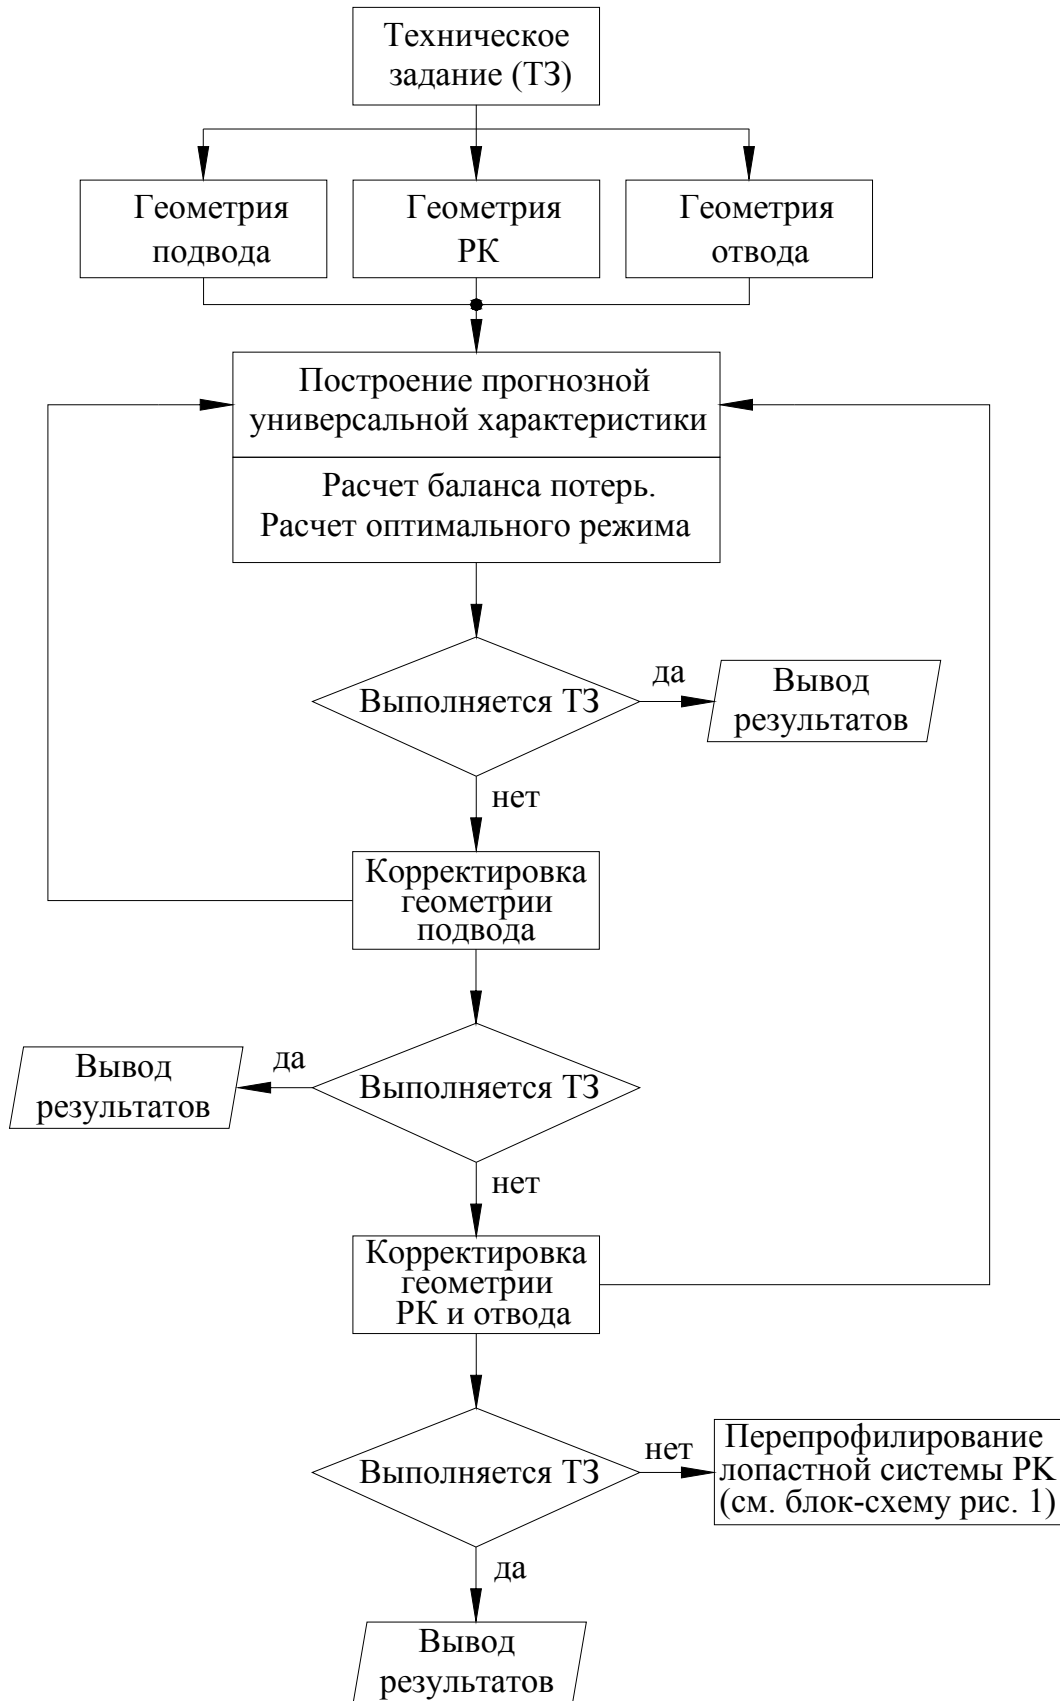 Техническое
задание (ТЗ)
Геометрия
подвода
Геометрия
РК
Геометрия
отвода
Построение прогнозной
универсальной характеристики
Расчет баланса потерь.
Расчет оптимального режима
Выполняется ТЗ
да
Вывод
результатов
нет
Корректировка
геометрии
подвода
Выполняется ТЗ
да
Вывод
результатов
нет
Корректировка
геометрии
РК и отвода
Выполняется ТЗ
нет
Перепрофилирование
лопастной системы РК
(см. блок-схему рис. 1)
да
Вывод
результатов